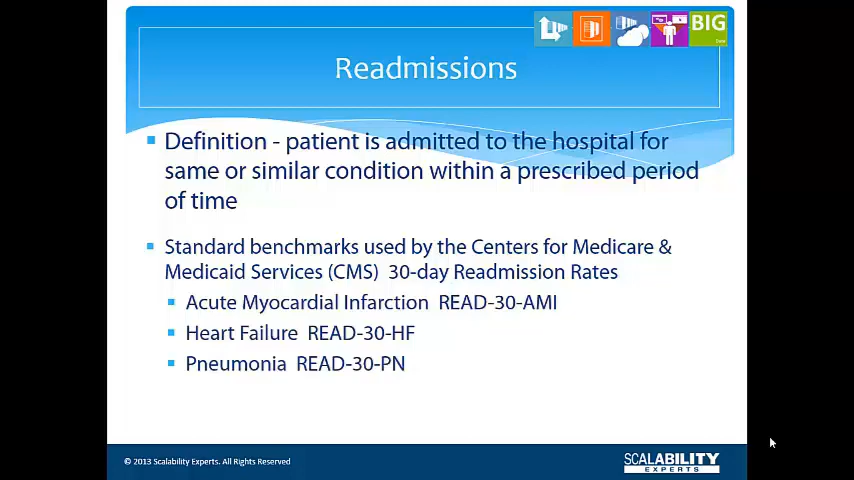 BIG
Readmissions
Definition - patient is admitted to the hospital for
same or similar condition within a prescribed period
of time
Standard benchmarks used by the Centers for Medicare &
Medicaid Services (CMS) 30-day Readmission Rates
Acute Myocardial Infarction READ-30-AMI
Heart Failure READ-30-HF
Pneumonia READ-30-PN
© 2013 Scalability Experts. All Rights Reserved
SCALABILITY
EXPERTS